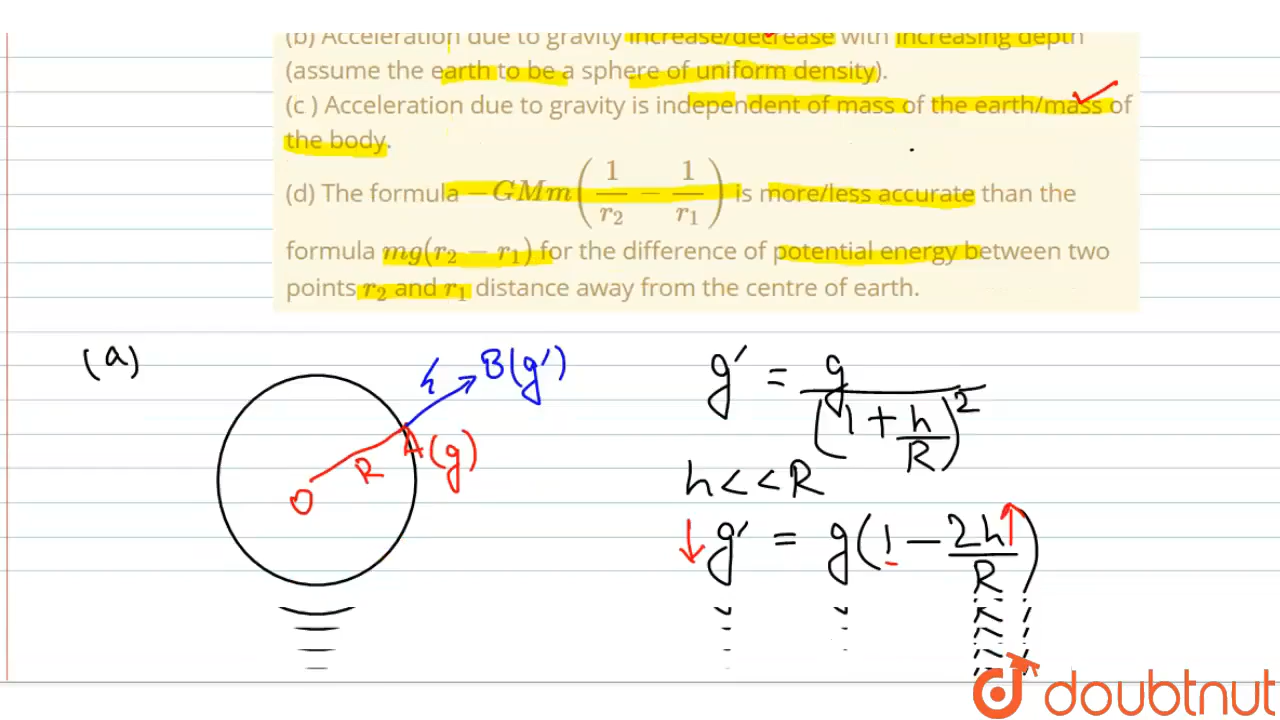 (b) Acceleration due to gravity increase/decrease with increasing depth
(assume the earth to be a sphere of uniform density).
(c ) Acceleration due to gravity is independent of mass of the earth/mass of
the body.
(d) The formula −GMm(1/r₂ − 1/r₁) is more/less accurate than the
formula mg(r₂ − r₁) for the difference of potential energy between two
points r₂ and r₁ distance away from the centre of earth.
(a)
h B(g')
A(g)
R
O
g' = g/(1 + h/R)²
h << R
↓ g' = g(1 − 2h↑/R)
doubtnut